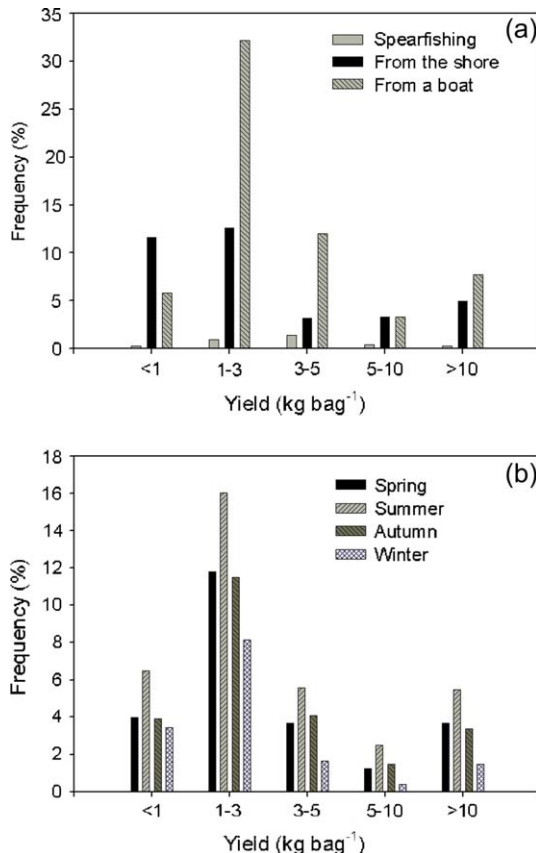 (a)
Spearfishing
From the shore
From a boat
35
30
25
20
15
10
5
0
Frequency (%)
<1 1-3 3-5 5-10 >10
Yield (kg bag⁻¹)
(b)
Spring
Summer
Autumn
Winter
18
16
14
12
10
8
6
4
2
0
Frequency (%)
<1 1-3 3-5 5-10 >10
Yield (kg bag⁻¹)